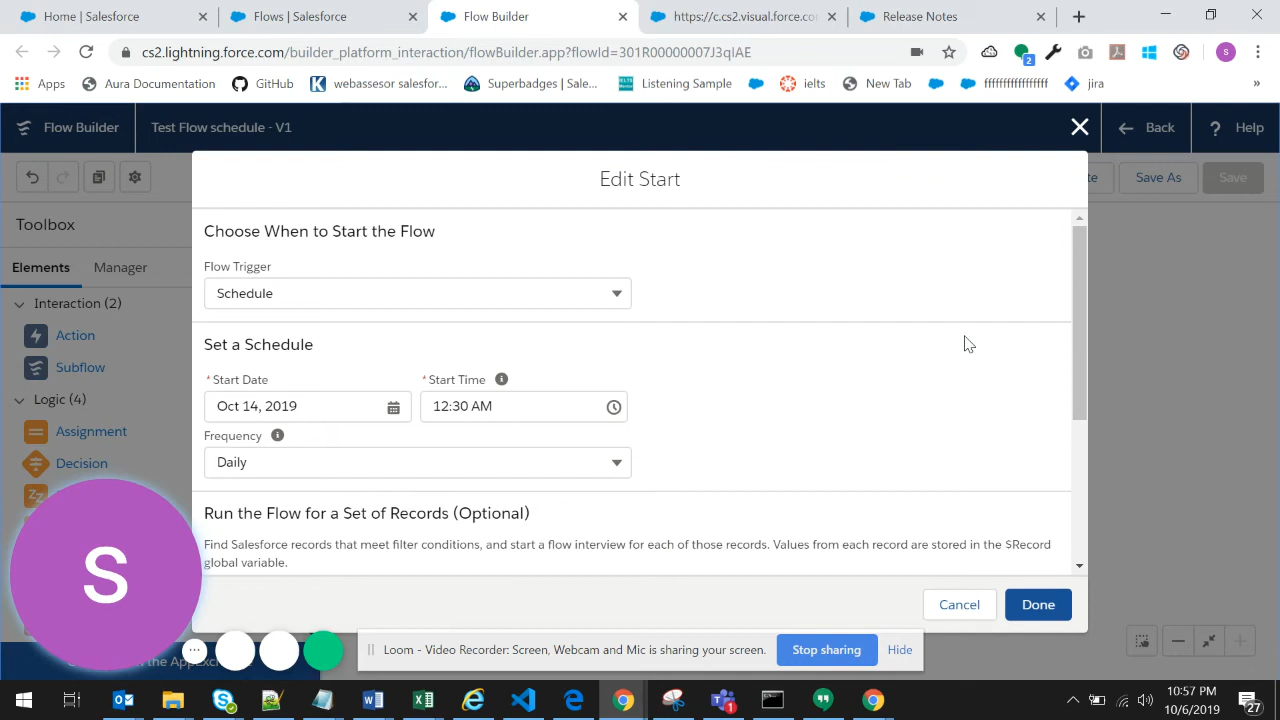 Home | Salesforce
Flows | Salesforce
Flow Builder
https://c.cs2.visual.force.con
Release Notes
cs2.lightning.force.com/builder_platform_interaction/flowBuilder.app?flowId=301R00000007J3qIAE
2
S
Apps
Aura Documentation
GitHub
webassesor salesfor...
Superbadges | Sale...
Listening Sample
ielts
New Tab
ffffffffffffffffff
jira
»
Flow Builder
Test Flow schedule - V1
Back
? Help
Save As
Save
Edit Start
Toolbox
Elements
Manager
Interaction (2)
Action
Subflow
Logic (4)
Assignment
Decision
Choose When to Start the Flow
Flow Trigger
Schedule
Set a Schedule
* Start Date
* Start Time
Oct 14, 2019
12:30 AM
Frequency
Daily
Run the Flow for a Set of Records (Optional)
Find Salesforce records that meet filter conditions, and start a flow interview for each of those records. Values from each record are stored in the $Record
global variable.
Cancel
Done
S
Loom - Video Recorder: Screen, Webcam and Mic is sharing your screen.
Stop sharing
Hide
10:57 PM
10/6/2019
27
1